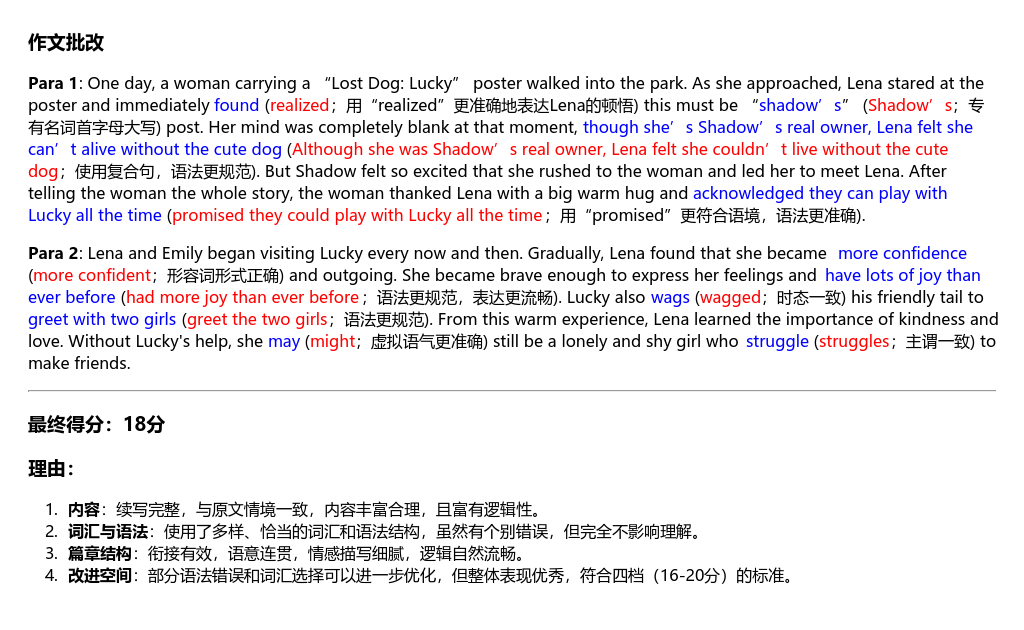 作文批改
Para 1: One day, a woman carrying a “Lost Dog: Lucky” poster walked into the park. As she approached, Lena stared at the
poster and immediately found (realized；用“realized”更准确地表达Lena的顿悟) this must be “shadow’s” (Shadow’s；专
有名词首字母大写) post. Her mind was completely blank at that moment, though she’s Shadow’s real owner, Lena felt she
can’t alive without the cute dog (Although she was Shadow’s real owner, Lena felt she couldn’t live without the cute
dog；使用复合句，语法更规范). But Shadow felt so excited that she rushed to the woman and led her to meet Lena. After
telling the woman the whole story, the woman thanked Lena with a big warm hug and acknowledged they can play with
Lucky all the time (promised they could play with Lucky all the time；用“promised”更符合语境，语法更准确).
Para 2: Lena and Emily began visiting Lucky every now and then. Gradually, Lena found that she became more confidence
(more confident；形容词形式正确) and outgoing. She became brave enough to express her feelings and have lots of joy than
ever before (had more joy than ever before；语法更规范，表达更流畅). Lucky also wags (wagged；时态一致) his friendly tail to
greet with two girls (greet the two girls；语法更规范). From this warm experience, Lena learned the importance of kindness and
love. Without Lucky's help, she may (might；虚拟语气更准确) still be a lonely and shy girl who struggle (struggles；主谓一致) to
make friends.
最终得分：18分
理由：
1. 内容：续写完整，与原文情境一致，内容丰富合理，且富有逻辑性。
2. 词汇与语法：使用了多样、恰当的词汇和语法结构，虽然有个别错误，但完全不影响理解。
3. 篇章结构：衔接有效，语意连贯，情感描写细腻，逻辑自然流畅。
4. 改进空间：部分语法错误和词汇选择可以进一步优化，但整体表现优秀，符合四档（16-20分）的标准。